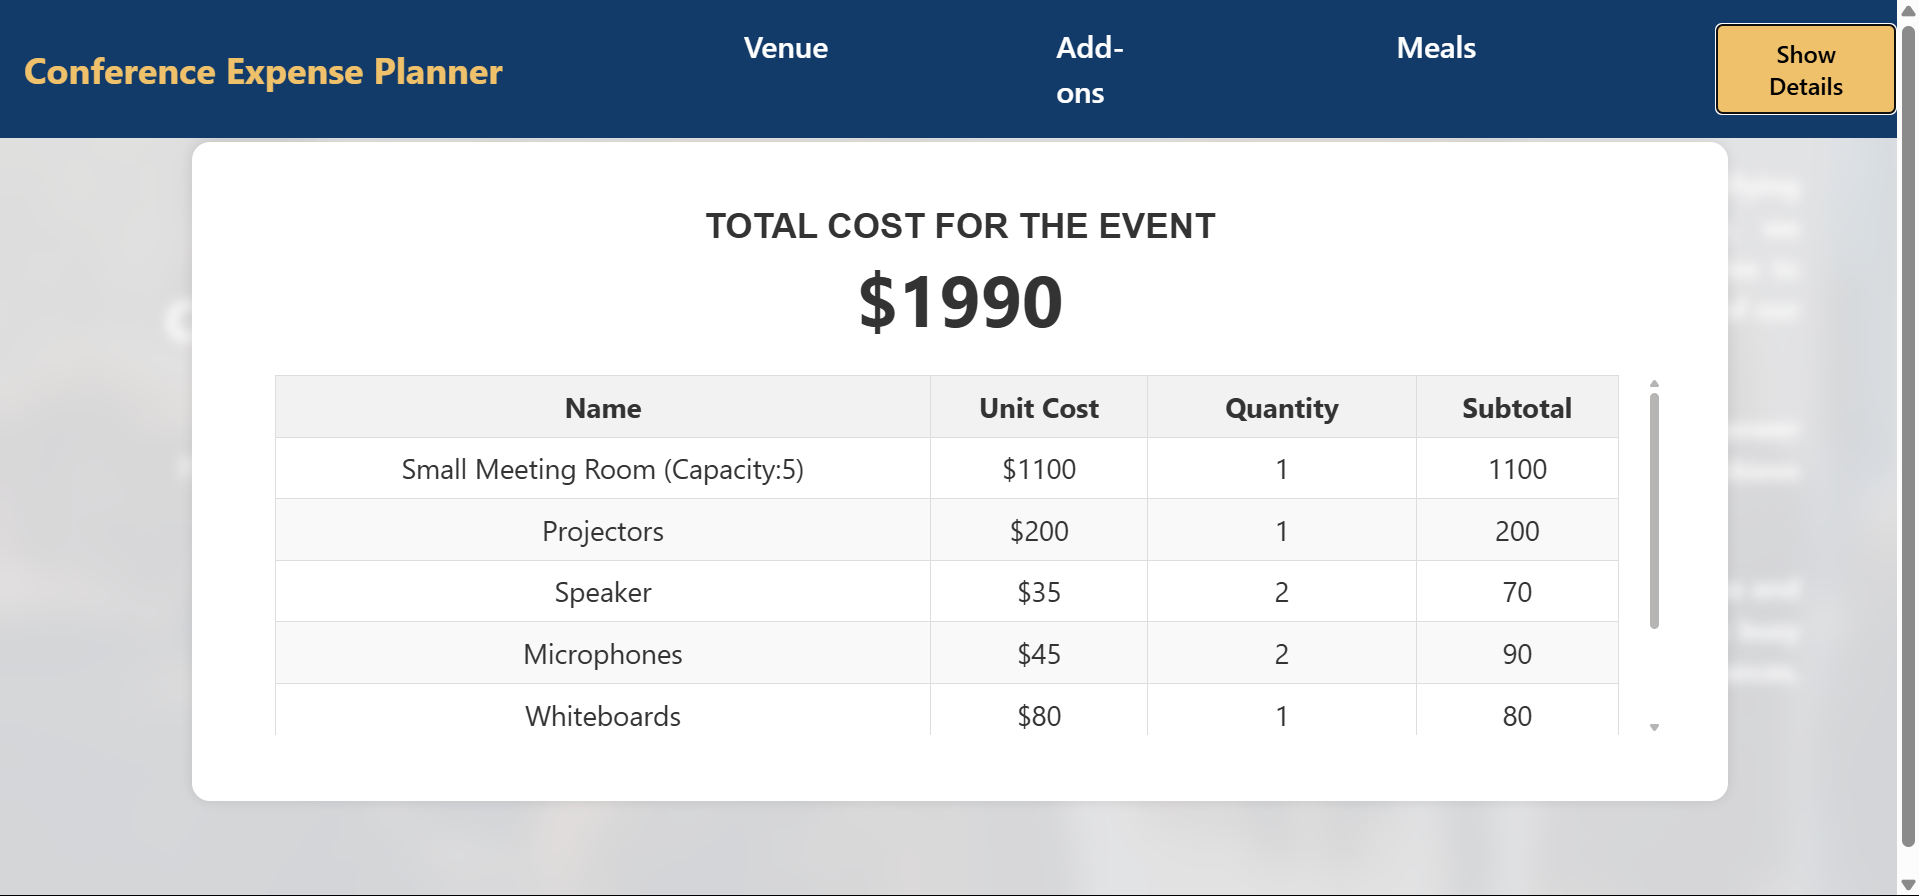 Conference Expense Planner
Venue
Add-
ons
Meals
Show
Details
TOTAL COST FOR THE EVENT
$1990
Name Unit Cost Quantity Subtotal
Small Meeting Room (Capacity:5) $1100 1 1100
Projectors $200 1 200
Speaker $35 2 70
Microphones $45 2 90
Whiteboards $80 1 80